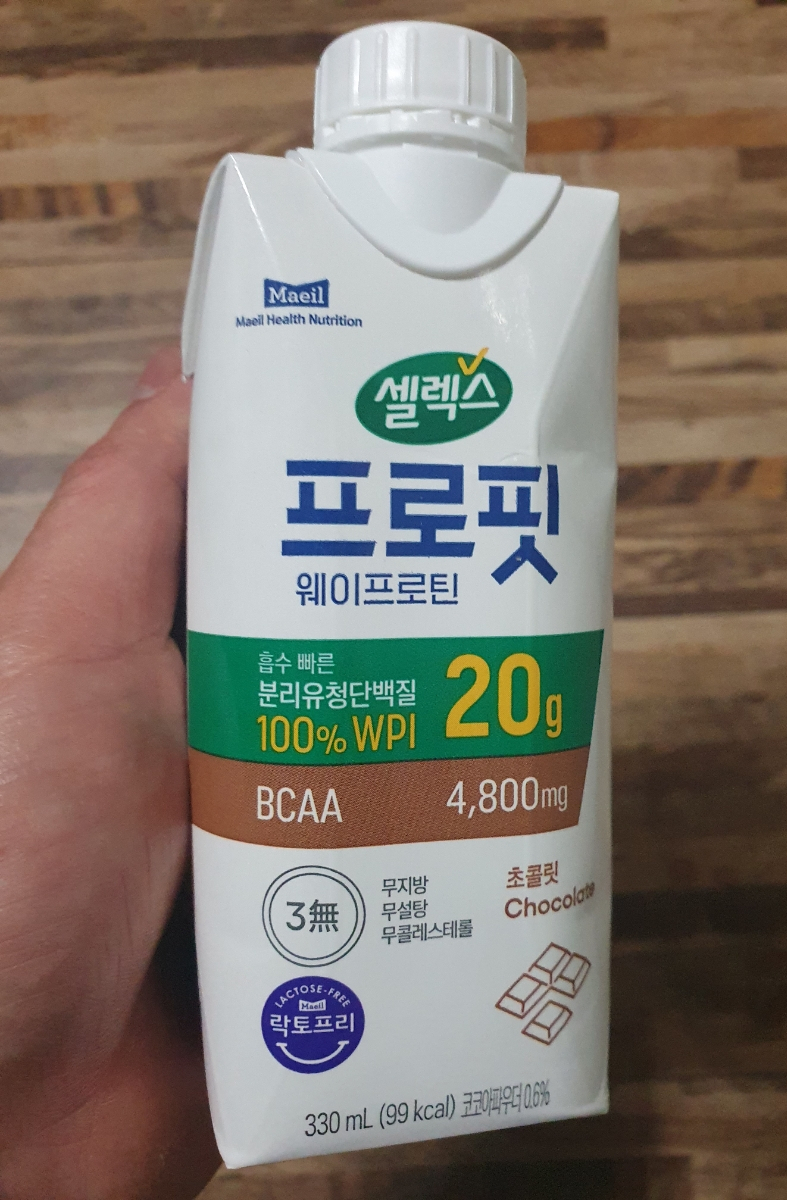 Maeil
Maeil Health Nutrition
셀렉스
프로핏
웨이프로틴
흡수 빠른
분리유청단백질
100% WPI
20g
BCAA 4,800mg
3無
무지방
무설탕
무콜레스테롤
초콜릿
Chocolate
LACTOSE-FREE
Maeil
락토프리
330 mL (99 kcal) 코코아파우더 0.6%